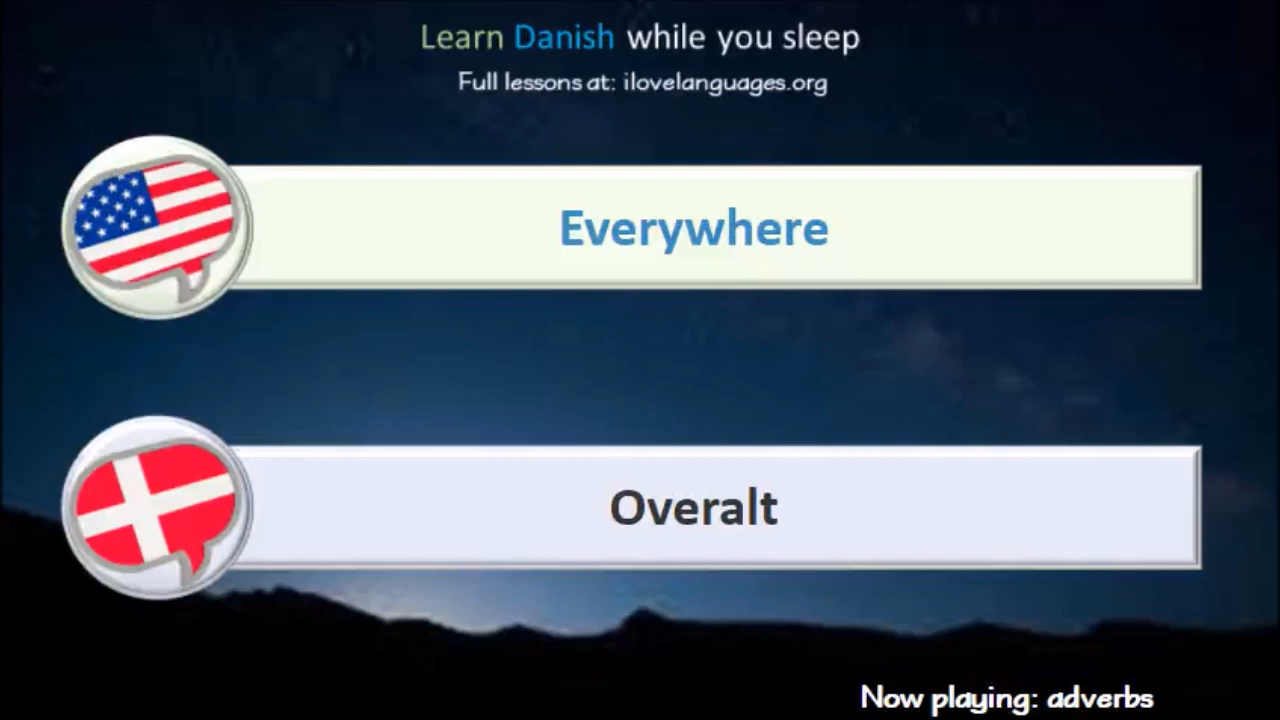 Learn Danish while you sleep
Full lessons at: ilovelanguages.org
Everywhere
Overalt
Now playing: adverbs